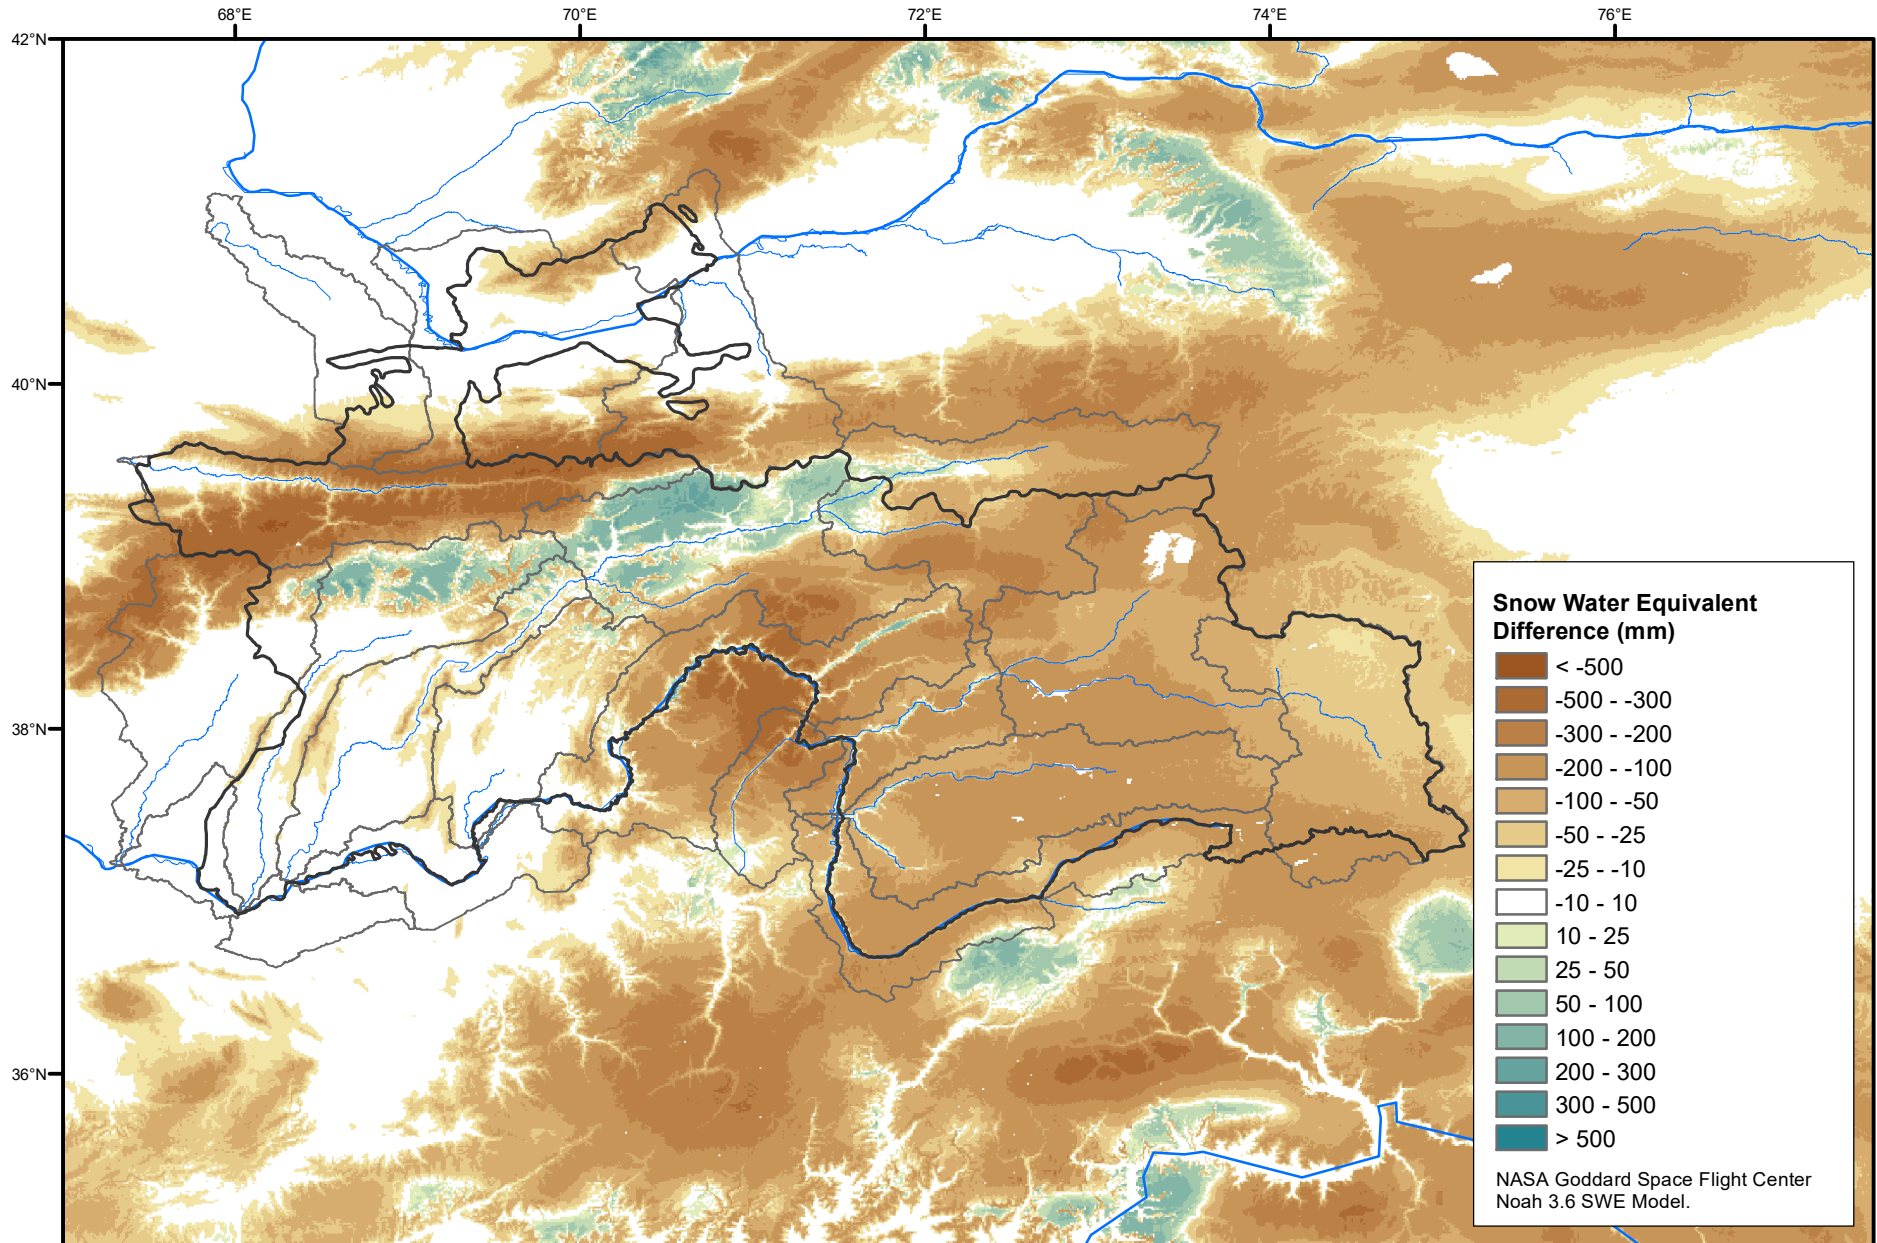 68°E 70°E 72°E 74°E 76°E
42°N
40°N
38°N
36°N
Snow Water Equivalent
Difference (mm)
< -500
-500 - -300
-300 - -200
-200 - -100
-100 - -50
-50 - -25
-25 - -10
-10 - 10
10 - 25
25 - 50
50 - 100
100 - 200
200 - 300
300 - 500
> 500
NASA Goddard Space Flight Center
Noah 3.6 SWE Model.